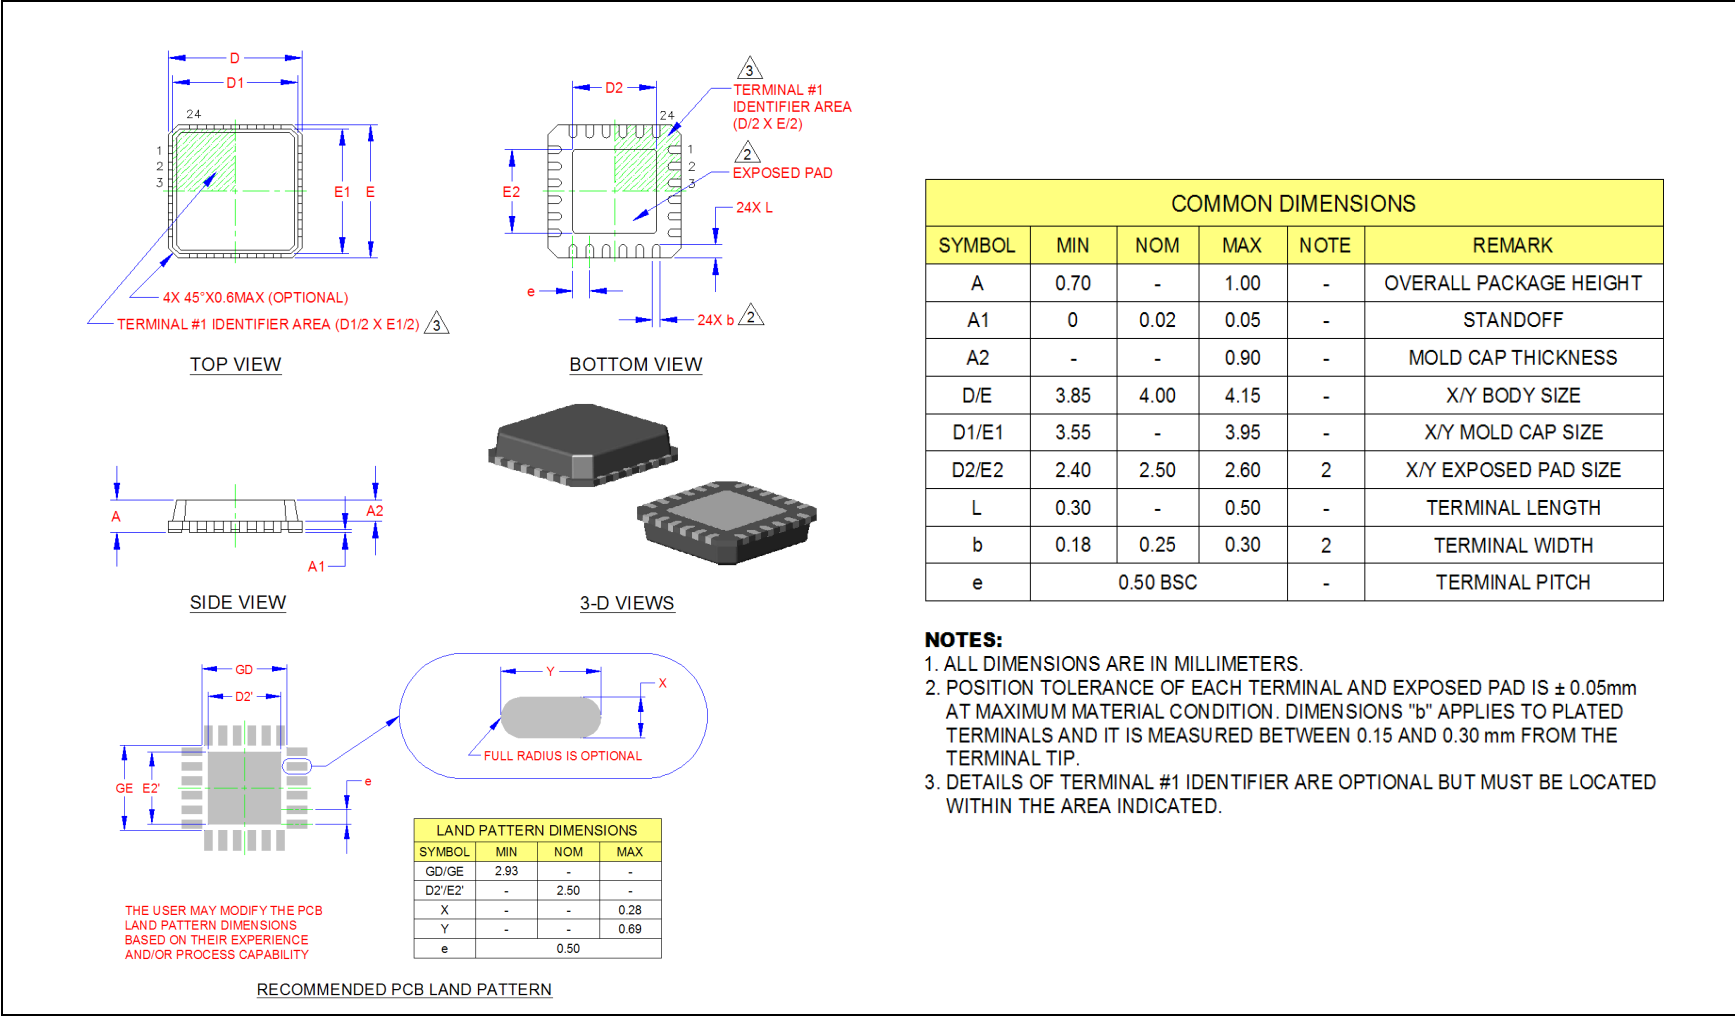 D
D1
24
1
2
3
E1
E
4X 45°X0.6MAX (OPTIONAL)
TERMINAL #1 IDENTIFIER AREA (D1/2 X E1/2) 3
TOP VIEW
D2
3
TERMINAL #1
IDENTIFIER AREA
(D/2 X E/2)
24
1
2
3
2
EXPOSED PAD
E2
24X L
e
24X b 2
BOTTOM VIEW
A
A2
A1
SIDE VIEW
3-D VIEWS
GD
D2'
GE
E2'
e
Y
X
FULL RADIUS IS OPTIONAL
LAND PATTERN DIMENSIONS
SYMBOL MIN NOM MAX
GD/GE 2.93 - -
D2'/E2' - 2.50 -
X - - 0.28
Y - - 0.69
e 0.50
THE USER MAY MODIFY THE PCB
LAND PATTERN DIMENSIONS
BASED ON THEIR EXPERIENCE
AND/OR PROCESS CAPABILITY
RECOMMENDED PCB LAND PATTERN
COMMON DIMENSIONS
SYMBOL MIN NOM MAX NOTE REMARK
A 0.70 - 1.00 - OVERALL PACKAGE HEIGHT
A1 0 0.02 0.05 - STANDOFF
A2 - - 0.90 - MOLD CAP THICKNESS
D/E 3.85 4.00 4.15 - X/Y BODY SIZE
D1/E1 3.55 - 3.95 - X/Y MOLD CAP SIZE
D2/E2 2.40 2.50 2.60 2 X/Y EXPOSED PAD SIZE
L 0.30 - 0.50 - TERMINAL LENGTH
b 0.18 0.25 0.30 2 TERMINAL WIDTH
e 0.50 BSC - TERMINAL PITCH
NOTES:
1. ALL DIMENSIONS ARE IN MILLIMETERS.
2. POSITION TOLERANCE OF EACH TERMINAL AND EXPOSED PAD IS ± 0.05mm
AT MAXIMUM MATERIAL CONDITION. DIMENSIONS "b" APPLIES TO PLATED
TERMINALS AND IT IS MEASURED BETWEEN 0.15 AND 0.30 mm FROM THE
TERMINAL TIP.
3. DETAILS OF TERMINAL #1 IDENTIFIER ARE OPTIONAL BUT MUST BE LOCATED
WITHIN THE AREA INDICATED.